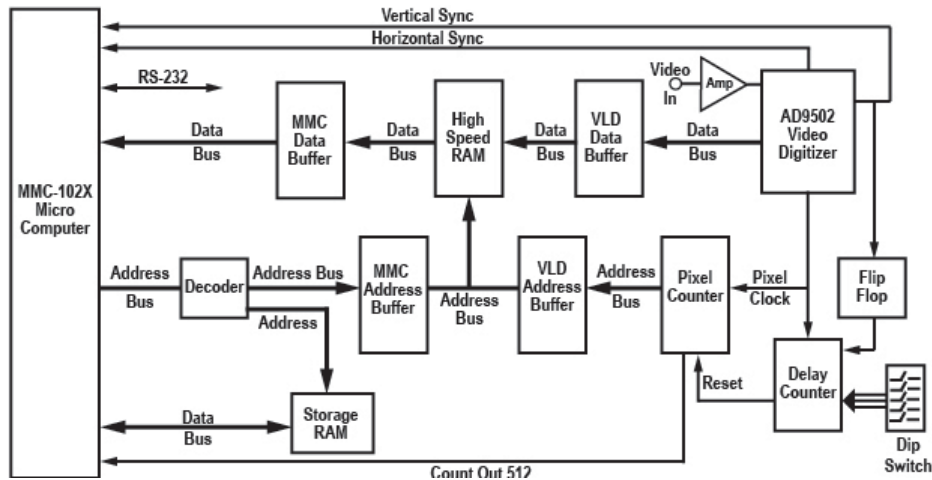 Vertical Sync
Horizontal Sync
RS-232
Video
In
Amp
AD9502
Video
Digitizer
MMC
Data
Buffer
High
Speed
RAM
VLD
Data
Buffer
Data
Bus
Data
Bus
Data
Bus
Data
Bus
MMC-102X
Micro
Computer
Address
Bus
Decoder
Address Bus
Address
MMC
Address
Buffer
Address
Bus
VLD
Address
Buffer
Address
Bus
Pixel
Counter
Pixel
Clock
Flip
Flop
Reset
Delay
Counter
Dip
Switch
Data
Bus
Storage
RAM
Count Out 512